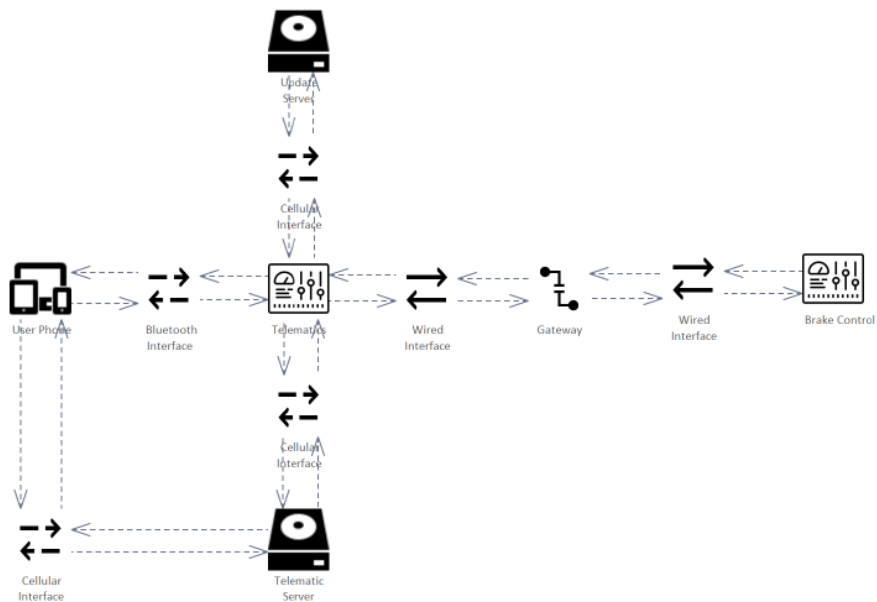 Update
Server
Cellular
Interface
User Phone
Bluetooth
Interface
Telematics
Wired
Interface
Gateway
Wired
Interface
Brake Control
Cellular
Interface
Cellular
Interface
Telematic
Server